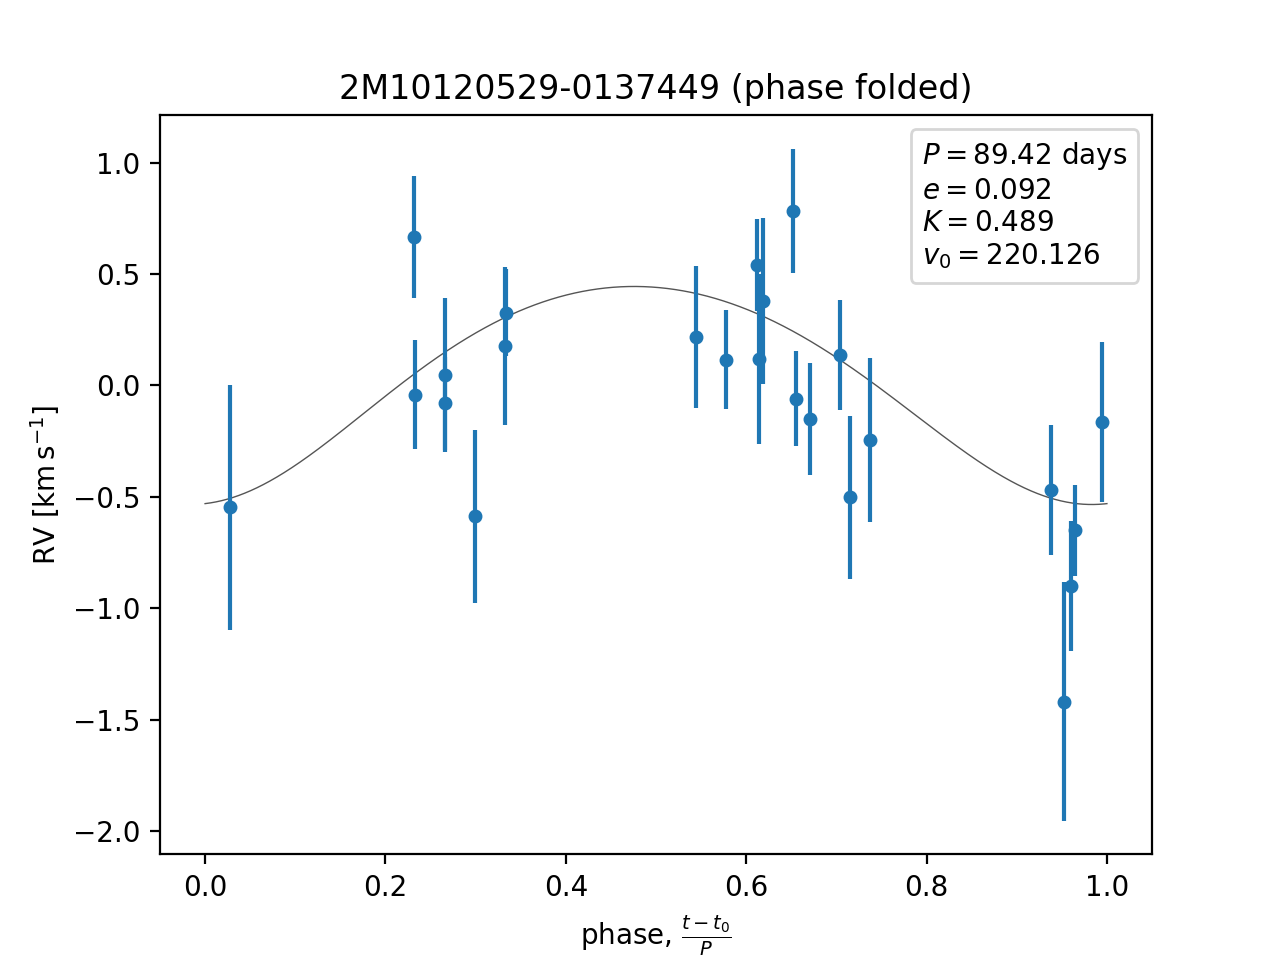 2M10120529-0137449 (phase folded)
P = 89.42 days
e = 0.092
K = 0.489
v₀ = 220.126
RV [km s⁻¹]
1.0
0.5
0.0
−0.5
−1.0
−1.5
−2.0
0.0 0.2 0.4 0.6 0.8 1.0
phase, (t − t₀)/P